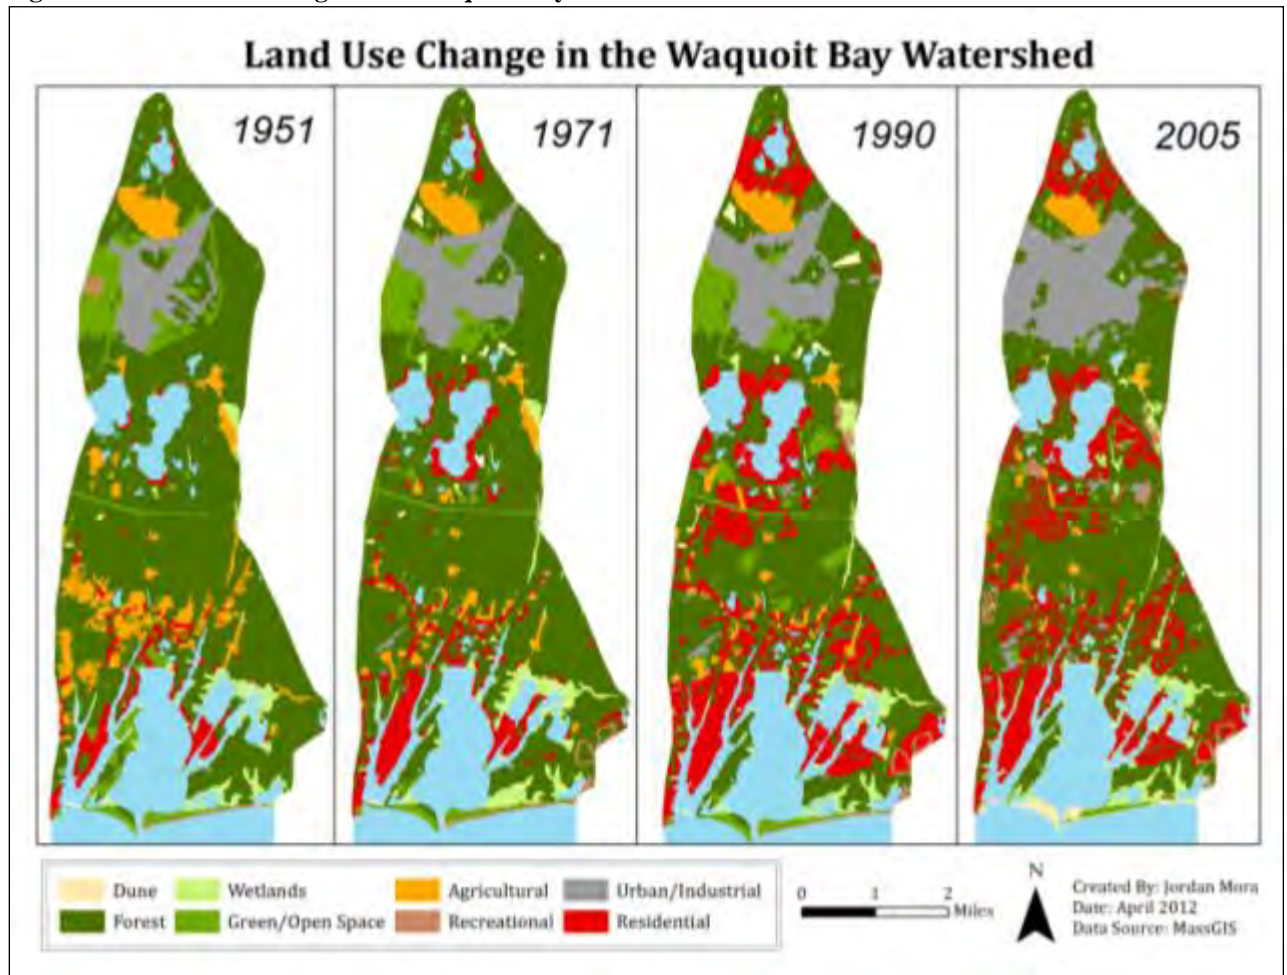 Land Use Change in the Waquoit Bay Watershed
1951
1971
1990
2005
Dune
Wetlands
Agricultural
Urban/Industrial
Forest
Green/Open Space
Recreational
Residential
0 1 2
Miles
N
Created By: Jordan Mora
Date: April 2012
Data Source: MassGIS